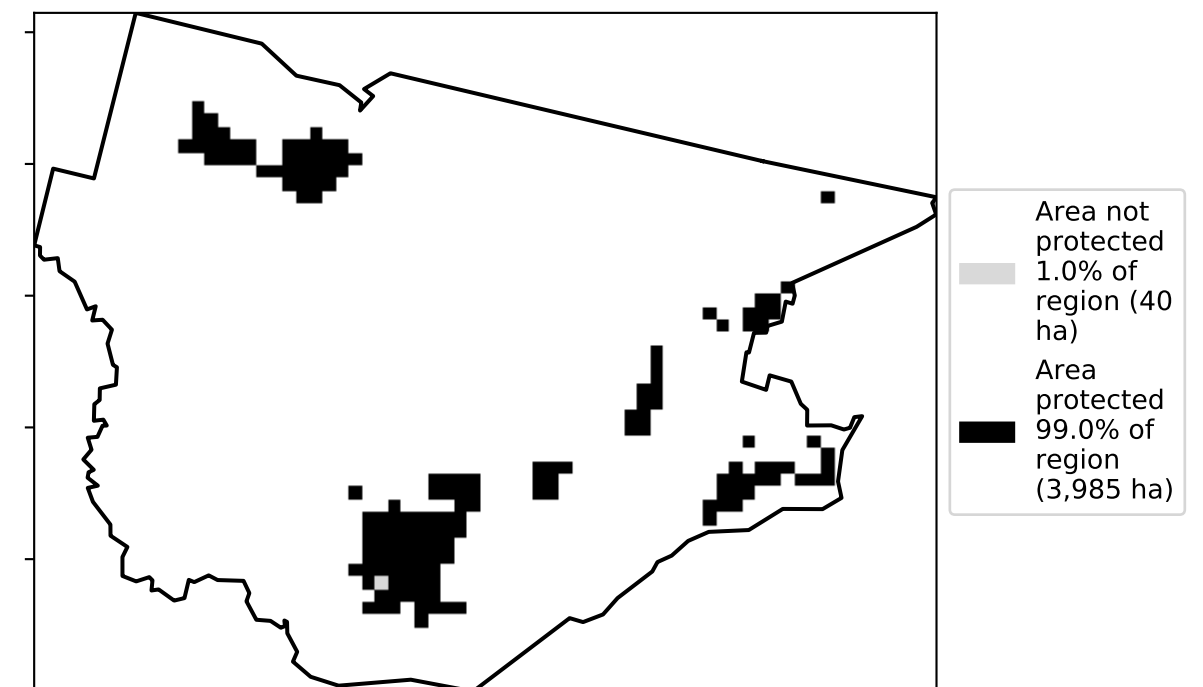 Area not
protected
1.0% of
region (40
ha)
Area
protected
99.0% of
region
(3,985 ha)